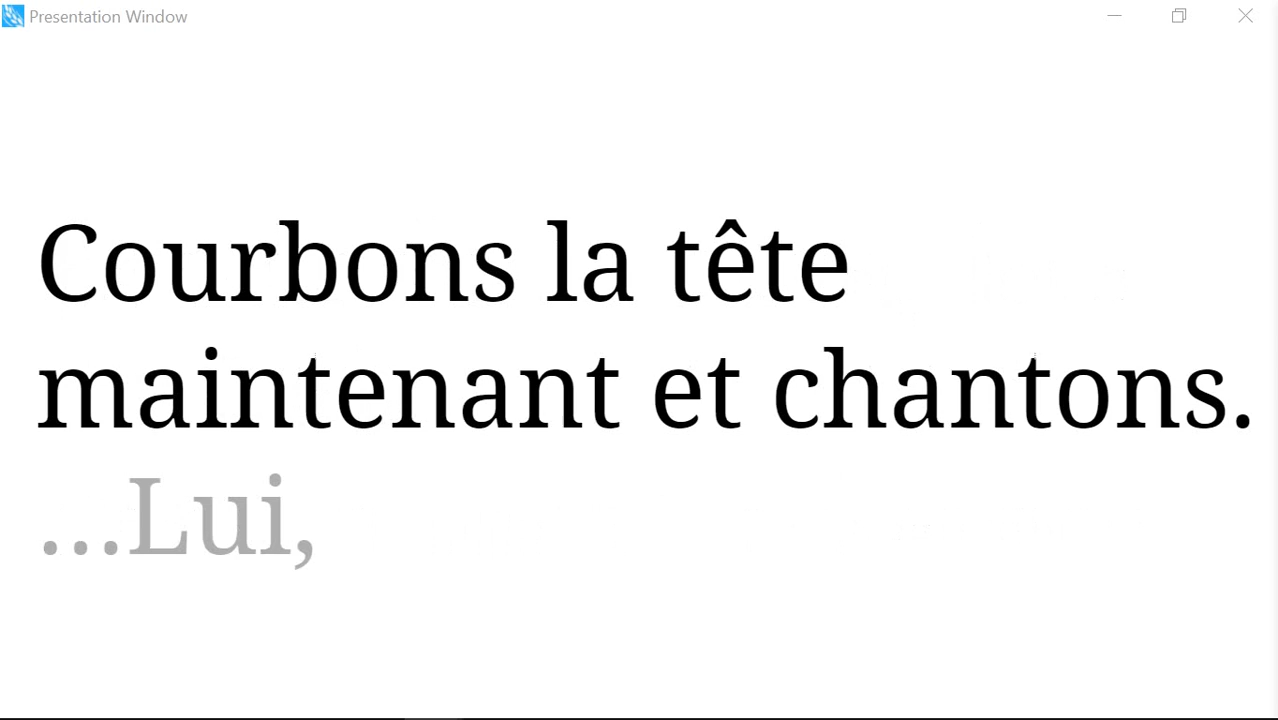 Presentation Window
Courbons la tête
maintenant et chantons.
...Lui,